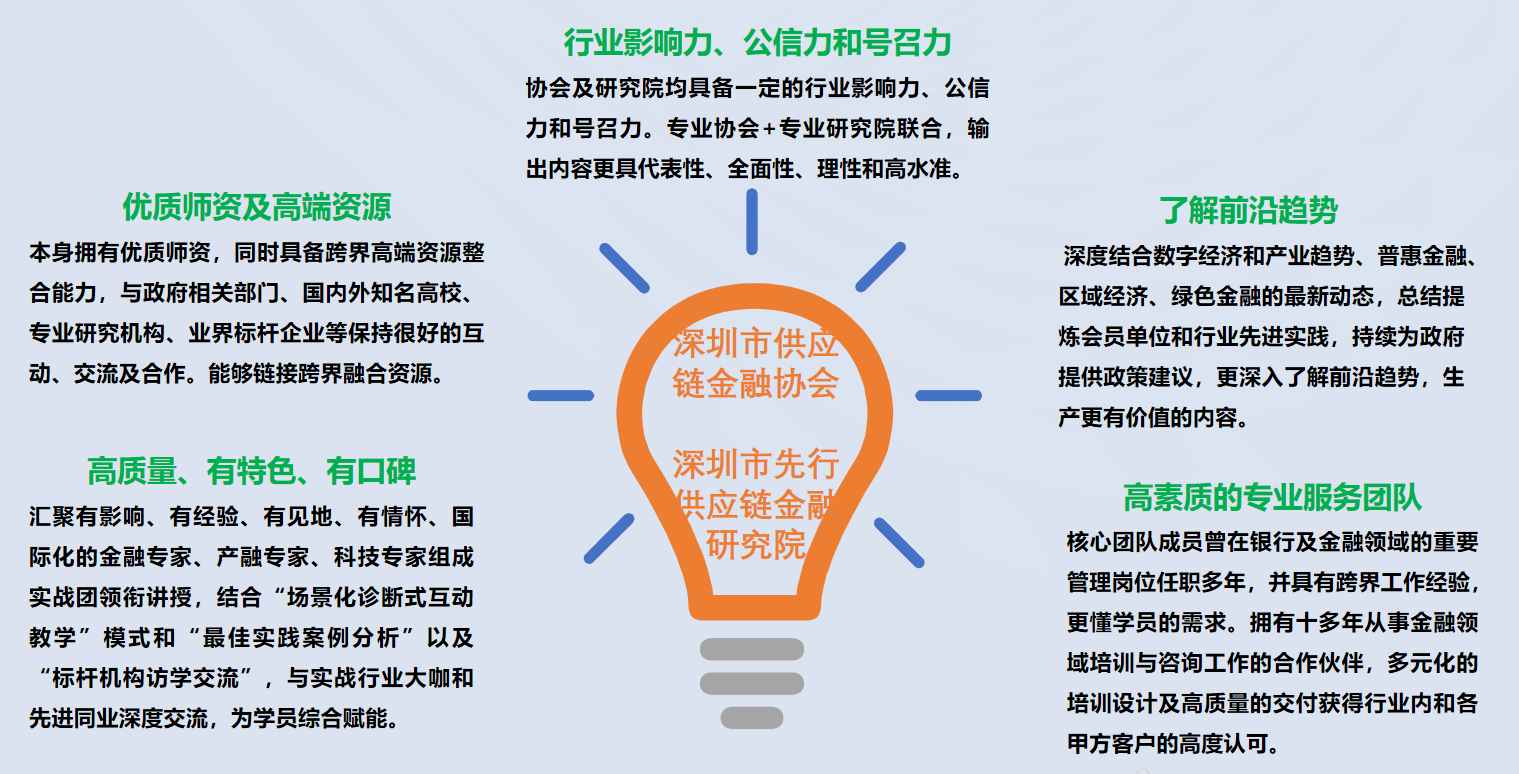 行业影响力、公信力和号召力
协会及研究院均具备一定的行业影响力、公信
力和号召力。专业协会+专业研究院联合，输
出内容更具代表性、全面性、理性和高水准。
优质师资及高端资源
本身拥有优质师资，同时具备跨界高端资源整
合能力，与政府相关部门、国内外知名高校、
专业研究机构、业界标杆企业等保持很好的互
动、交流及合作。能够链接跨界融合资源。
高质量、有特色、有口碑
汇聚有影响、有经验、有见地、有情怀、国
际化的金融专家、产融专家、科技专家组成
实战团领衔讲授，结合“场景化诊断式互动
教学”模式和“最佳实践案例分析”以及
“标杆机构访学交流”，与实战行业大咖和
先进同业深度交流，为学员综合赋能。
深圳市供应
链金融协会
深圳市先行
供应链金融
研究院
了解前沿趋势
深度结合数字经济和产业趋势、普惠金融、
区域经济、绿色金融的最新动态，总结提
炼会员单位和行业先进实践，持续为政府
提供政策建议，更深入了解前沿趋势，生
产更有价值的内容。
高素质的专业服务团队
核心团队成员曾在银行及金融领域的重要
管理岗位任职多年，并具有跨界工作经验，
更懂学员的需求。拥有十多年从事金融领
域培训与咨询工作的合作伙伴，多元化的
培训设计及高质量的交付获得行业内和各
甲方客户的高度认可。